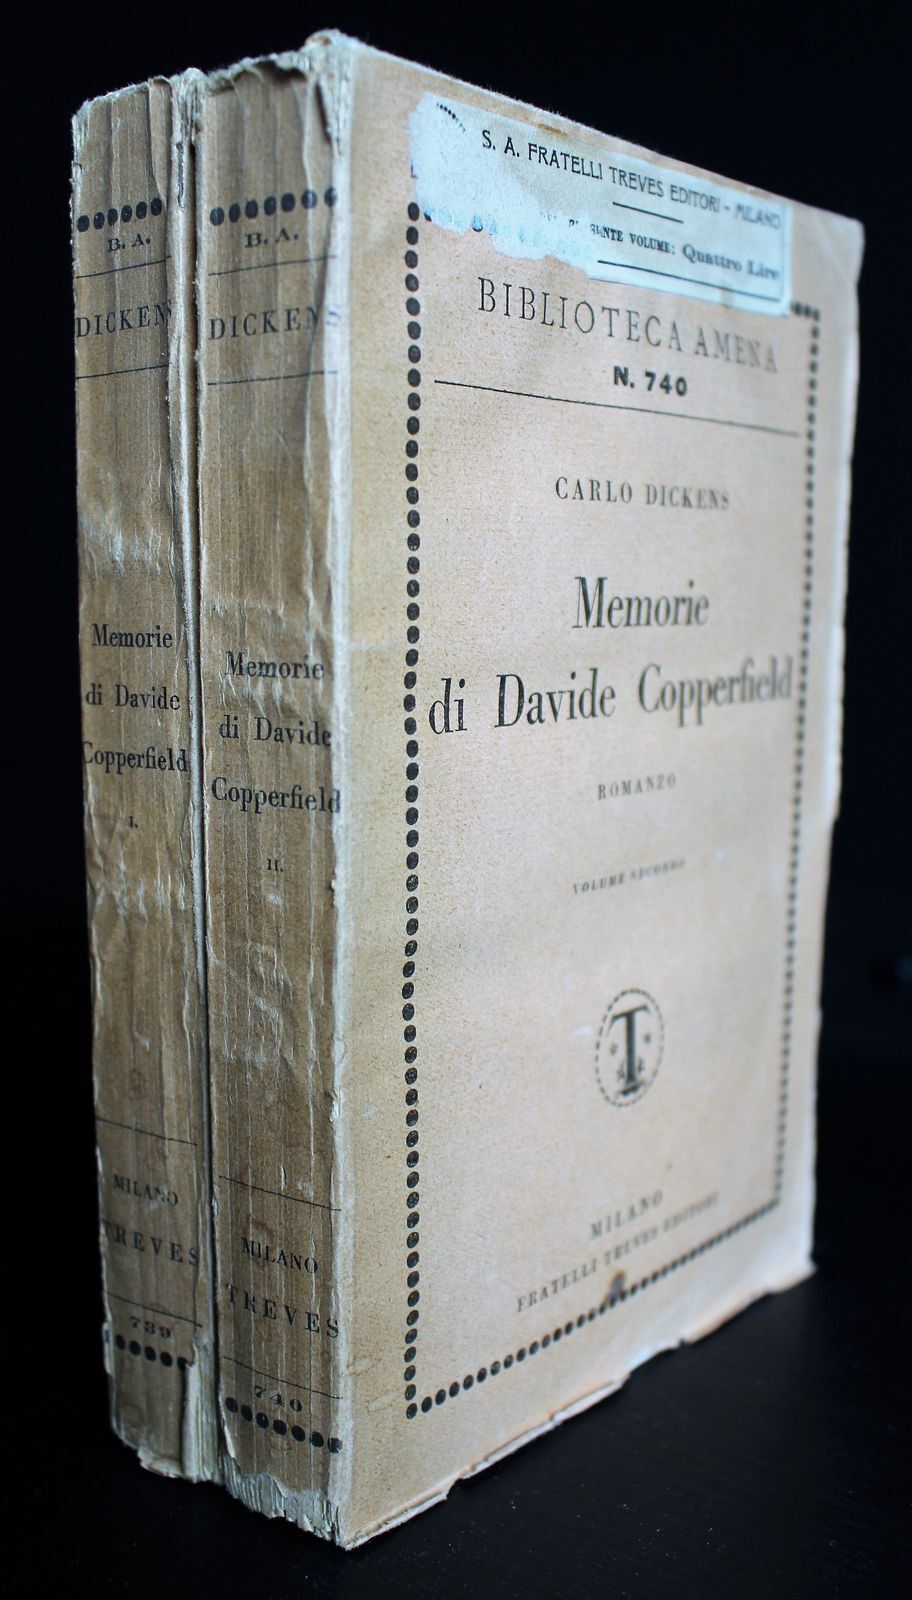 B. A.
DICKENS
Memorie
di Davide
Copperfield
I.
MILANO
TREVES
739
B. A.
DICKENS
Memorie
di Davide
Copperfield
II.
MILANO
TREVES
740
S. A. FRATELLI TREVES EDITORI - MILANO
VOLUME: Quattro Lire
BIBLIOTECA AMENA
N. 740
CARLO DICKENS
Memorie
di Davide Copperfield
ROMANZO
VOLUME SECONDO
T
MILANO
FRATELLI TREVES EDITORI